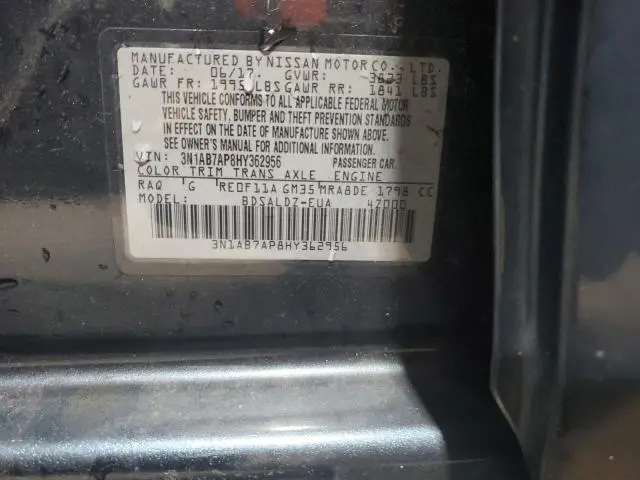 MANUFACTURED BY NISSAN MOTOR CO., LTD.
DATE: 06/17 GVWR: 3823 LBS
GAWR FR: 1995 LBS GAWR RR: 1841 LBS
THIS VEHICLE CONFORMS TO ALL APPLICABLE FEDERAL MOTOR
VEHICLE SAFETY, BUMPER AND THEFT PREVENTION STANDARDS
IN EFFECT ON THE DATE OF MANUFACTURE SHOWN ABOVE.
SEE OWNER'S MANUAL FOR ADDITIONAL INFORMATION.
VIN: 3N1AB7AP8HY362956 PASSENGER CAR
COLOR TRIM TRANS AXLE ENGINE
RAQ G RE0F11A GM35 MRA8DE 1798 CC
MODEL: BDSALDZ-EUA 47000
3N1AB7AP8HY362956